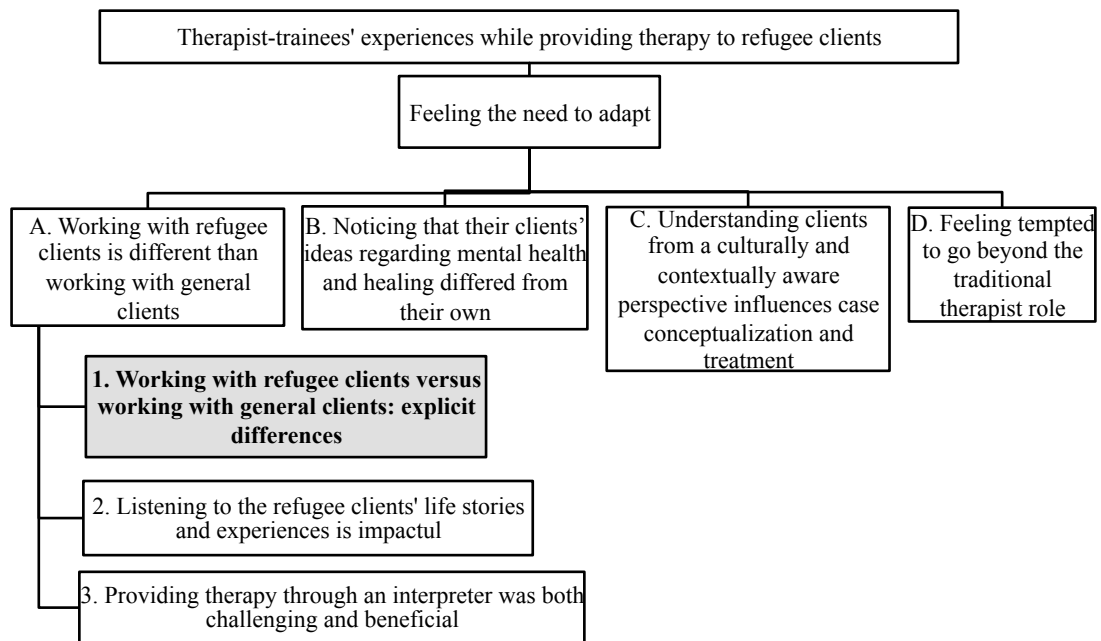 Therapist-trainees' experiences while providing therapy to refugee clients
Feeling the need to adapt
A. Working with refugee
clients is different than
working with general
clients
B. Noticing that their clients’
ideas regarding mental health
and healing differed from
their own
C. Understanding clients
from a culturally and
contextually aware
perspective influences case
conceptualization and
treatment
D. Feeling tempted
to go beyond the
traditional
therapist role
1. Working with refugee clients versus
working with general clients: explicit
differences
2. Listening to the refugee clients' life stories
and experiences is impactul
3. Providing therapy through an interpreter was both
challenging and beneficial